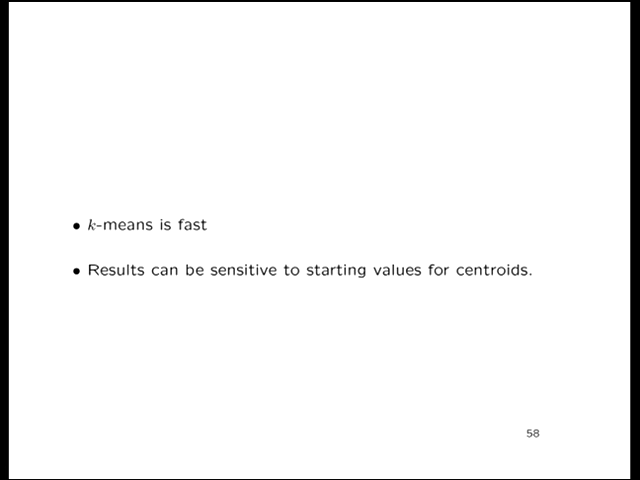 • k-means is fast
• Results can be sensitive to starting values for centroids.
58